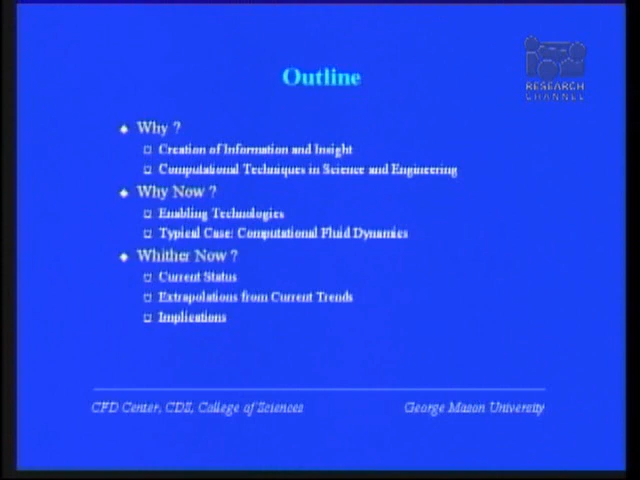 Outline
RESEARCH
CHANNEL
Why ?
Creation of Information and Insight
Computational Techniques in Science and Engineering
Why Now ?
Enabling Technologies
Typical Case: Computational Fluid Dynamics
Whither Now ?
Current Status
Extrapolations from Current Trends
Implications
CFD Center, CDS, College of Sciences
George Mason University